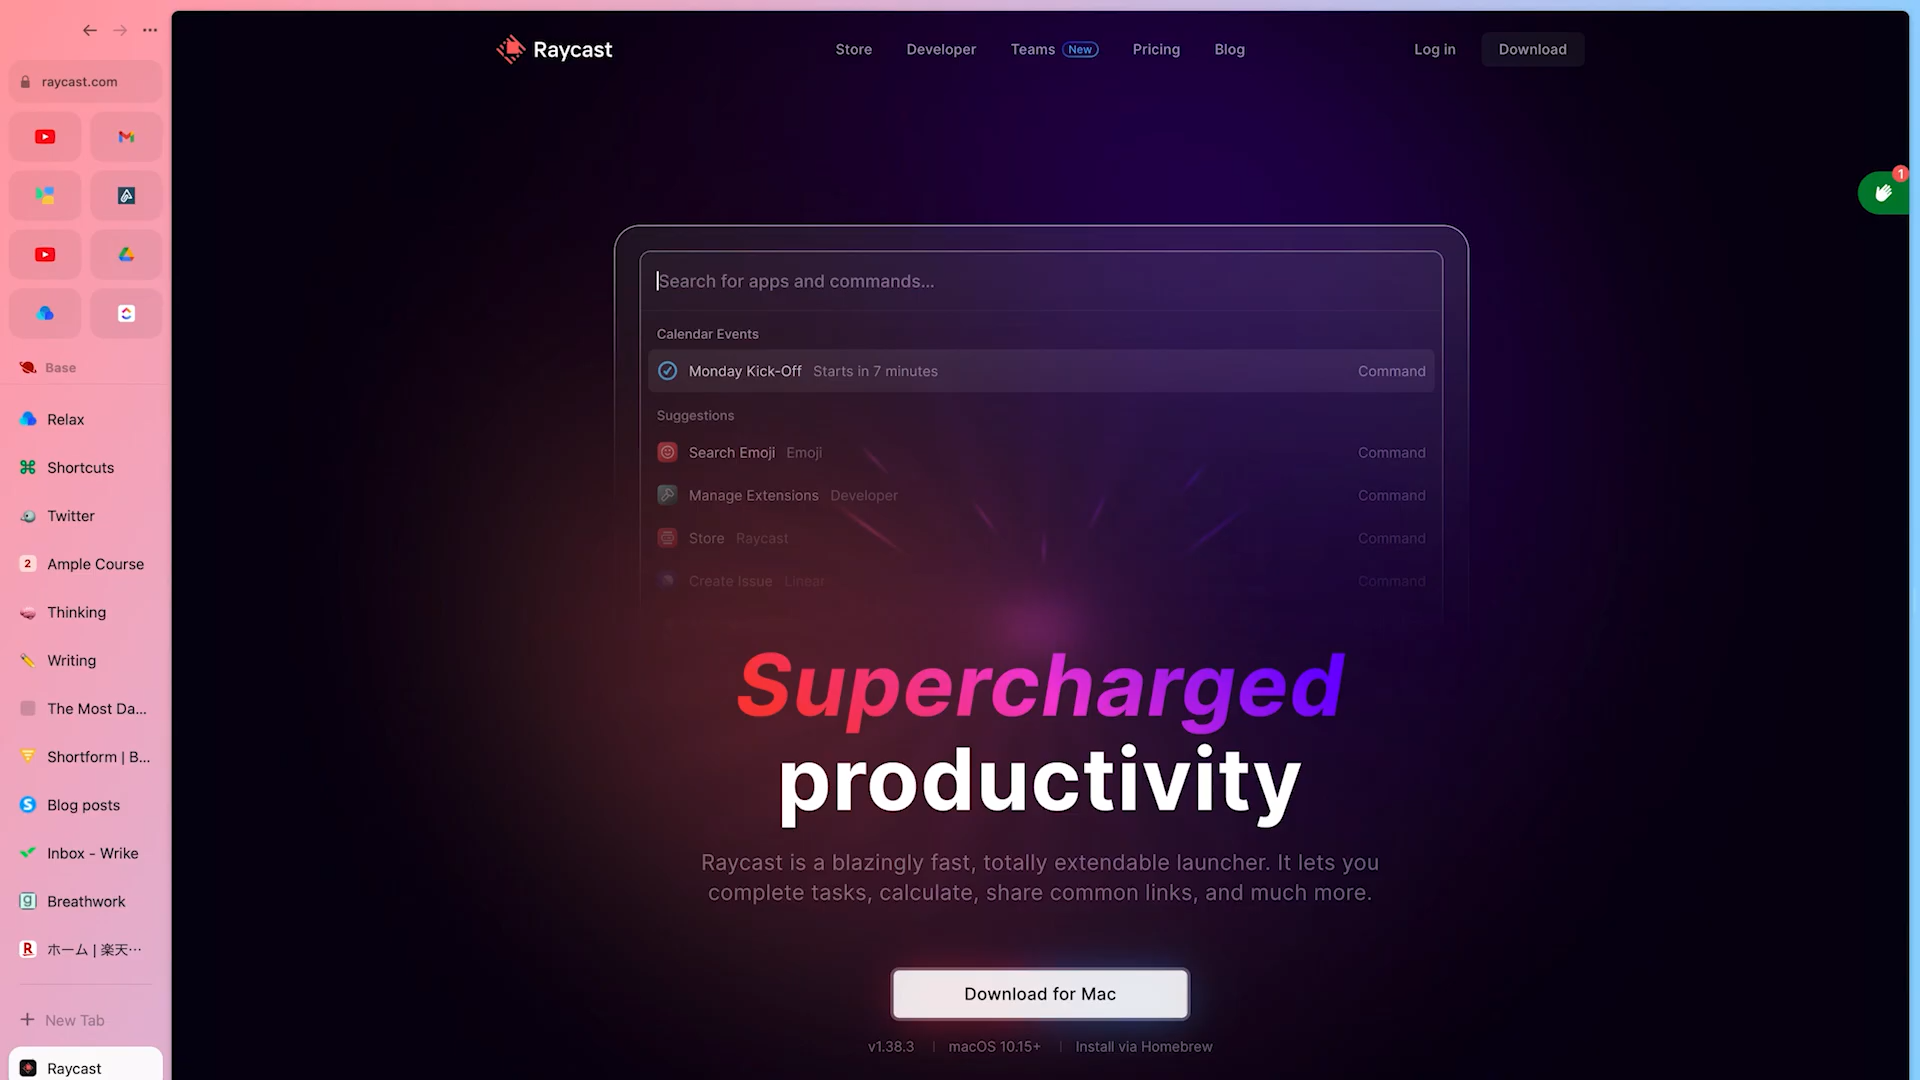 raycast.com
Base
Relax
Shortcuts
Twitter
2 Ample Course
Thinking
Writing
The Most Da...
Shortform | B...
Blog posts
Inbox - Wrike
Breathwork
ホーム | 楽天…
+ New Tab
Raycast
Raycast
Store Developer Teams New Pricing Blog
Log in Download
1
Search for apps and commands...
Calendar Events
Monday Kick-Off Starts in 7 minutes Command
Suggestions
Search Emoji Emoji Command
Manage Extensions Developer Command
Store Raycast Command
Create Issue Linear Command
Supercharged
productivity
Raycast is a blazingly fast, totally extendable launcher. It lets you
complete tasks, calculate, share common links, and much more.
Download for Mac
v1.38.3 | macOS 10.15+ | Install via Homebrew